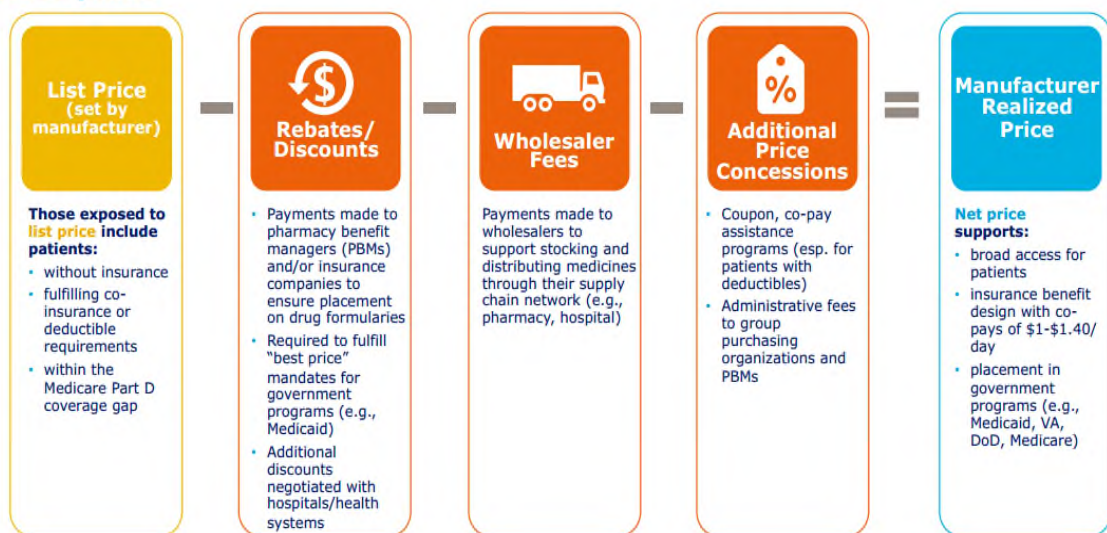 List Price
(set by
manufacturer)
Those exposed to
list price include
patients:
• without insurance
• fulfilling co-
insurance or
deductible
requirements
• within the
Medicare Part D
coverage gap
$
Rebates/
Discounts
• Payments made to
pharmacy benefit
managers (PBMs)
and/or insurance
companies to
ensure placement
on drug formularies
• Required to fulfill
“best price”
mandates for
government
programs (e.g.,
Medicaid)
• Additional
discounts
negotiated with
hospitals/health
systems
Wholesaler
Fees
Payments made to
wholesalers to
support stocking and
distributing medicines
through their supply
chain network (e.g.,
pharmacy, hospital)
%
Additional
Price
Concessions
• Coupon, co-pay
assistance
programs (esp. for
patients with
deductibles)
• Administrative fees
to group
purchasing
organizations and
PBMs
=
Manufacturer
Realized
Price
Net price
supports:
• broad access for
patients
• insurance benefit
design with co-
pays of $1-$1.40/
day
• placement in
government
programs (e.g.,
Medicaid, VA,
DoD, Medicare)